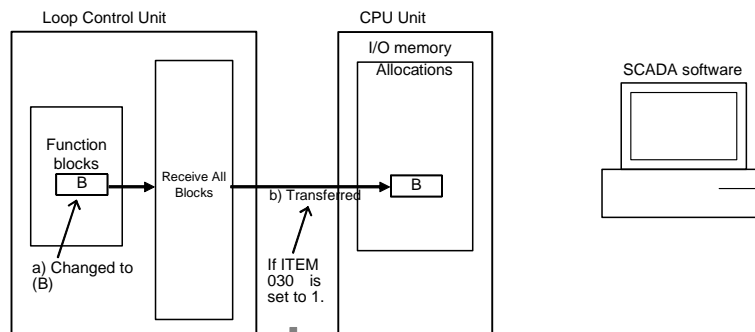 Loop Control Unit
CPU Unit
I/O memory
Allocations
SCADA software
Function
blocks
B
Receive All
Blocks
b) Transferred
B
a) Changed to
(B)
If ITEM
030 is
set to 1.